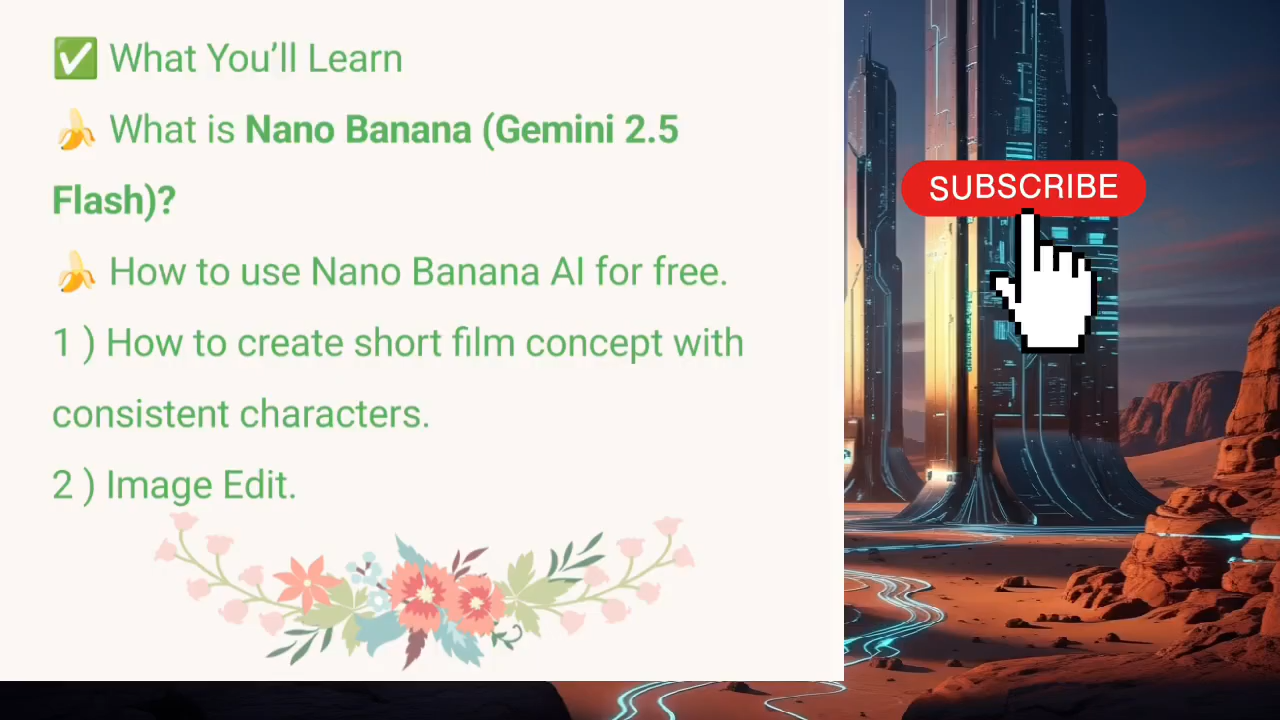 ✅ What You’ll Learn
🍌 What is Nano Banana (Gemini 2.5
Flash)?
🍌 How to use Nano Banana AI for free.
1 ) How to create short film concept with
consistent characters.
2 ) Image Edit.
SUBSCRIBE